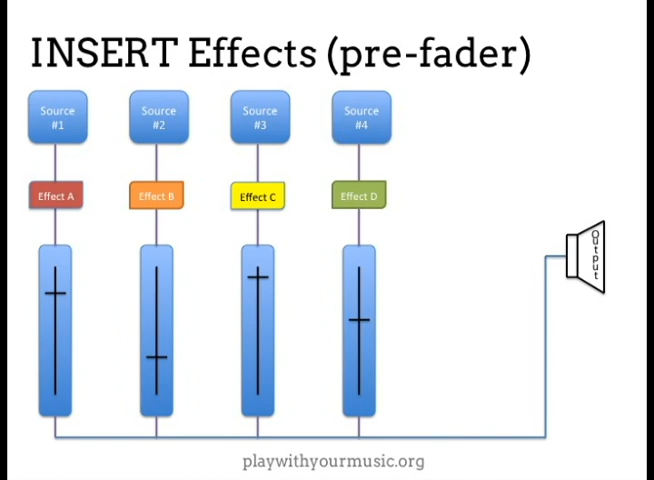 INSERT Effects (pre-fader)
Source
#1
Source
#2
Source
#3
Source
#4
Effect A
Effect B
Effect C
Effect D
Output
playwithyourmusic.org